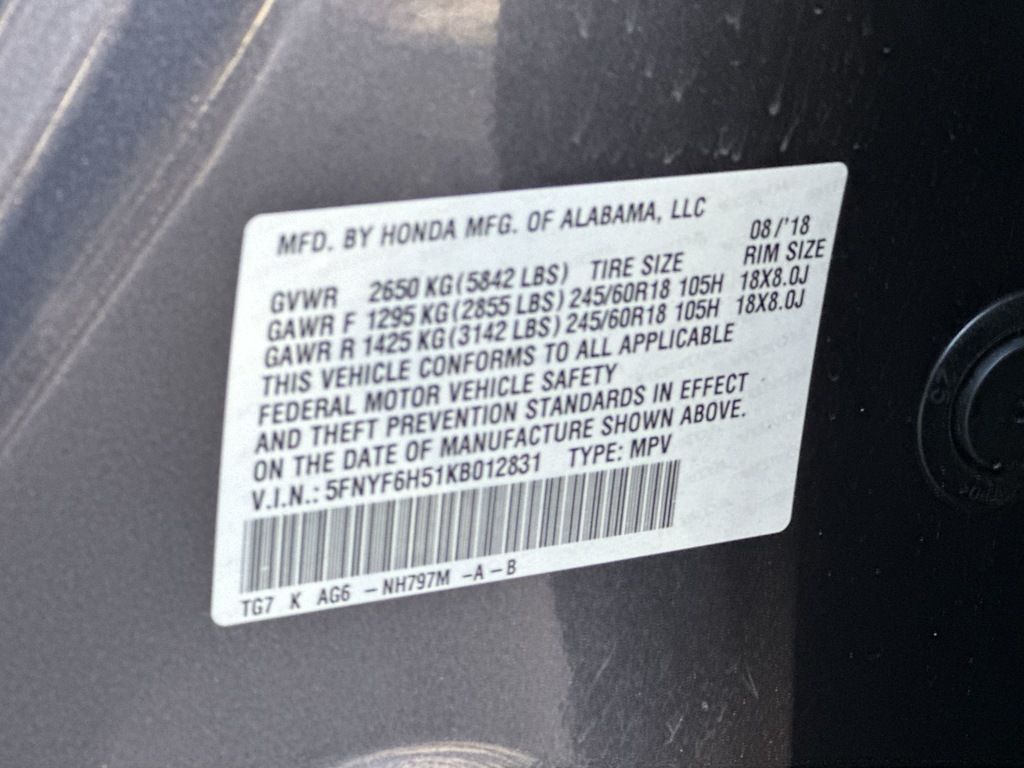 MFD. BY HONDA MFG. OF ALABAMA, LLC
08/'18
GVWR 2650 KG (5842 LBS) TIRE SIZE RIM SIZE
GAWR F 1295 KG (2855 LBS) 245/60R18 105H 18X8.0J
GAWR R 1425 KG (3142 LBS) 245/60R18 105H 18X8.0J
THIS VEHICLE CONFORMS TO ALL APPLICABLE
FEDERAL MOTOR VEHICLE SAFETY
AND THEFT PREVENTION STANDARDS IN EFFECT
ON THE DATE OF MANUFACTURE SHOWN ABOVE.
V.I.N.: 5FNYF6H51KB012831 TYPE: MPV
TG7 K AG6 -NH797M -A-B